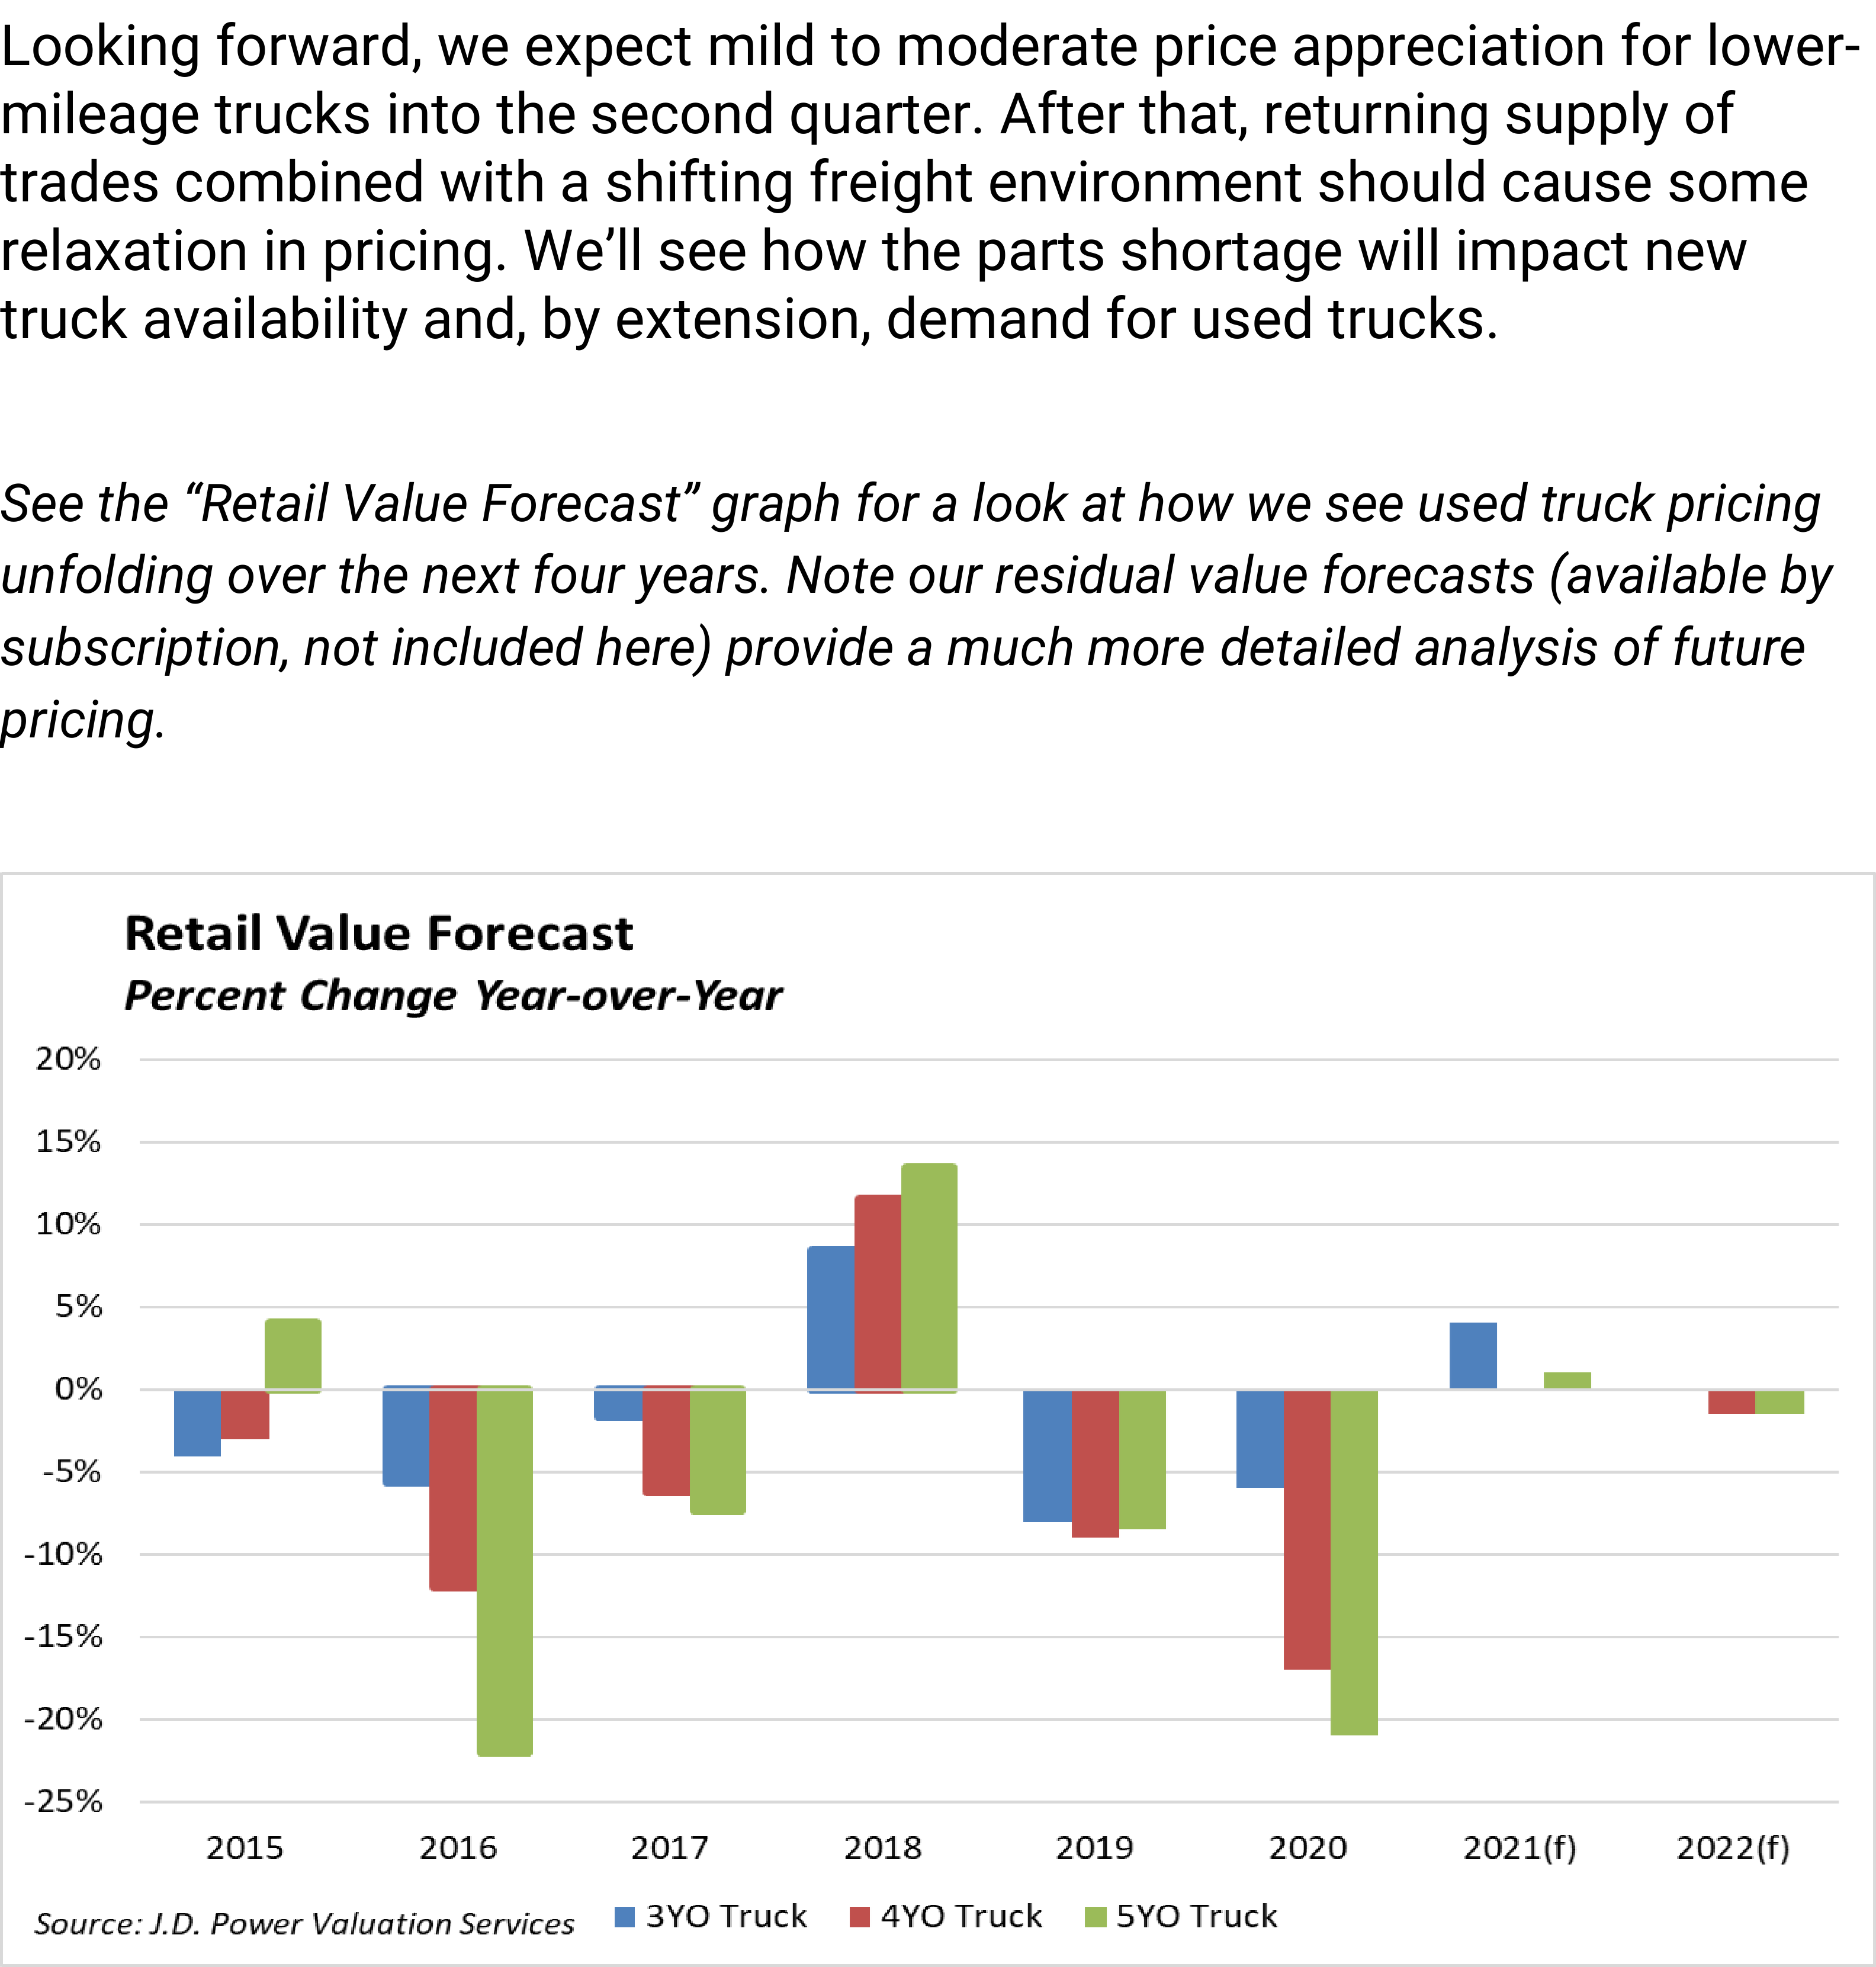 Looking forward, we expect mild to moderate price appreciation for lower-
mileage trucks into the second quarter. After that, returning supply of
trades combined with a shifting freight environment should cause some
relaxation in pricing. We’ll see how the parts shortage will impact new
truck availability and, by extension, demand for used trucks.
See the “Retail Value Forecast” graph for a look at how we see used truck pricing
unfolding over the next four years. Note our residual value forecasts (available by
subscription, not included here) provide a much more detailed analysis of future
pricing.
Retail Value Forecast
Percent Change Year-over-Year
20%
15%
10%
5%
0%
-5%
-10%
-15%
-20%
-25%
2015 2016 2017 2018 2019 2020 2021(f) 2022(f)
Source: J.D. Power Valuation Services 3YO Truck 4YO Truck 5YO Truck